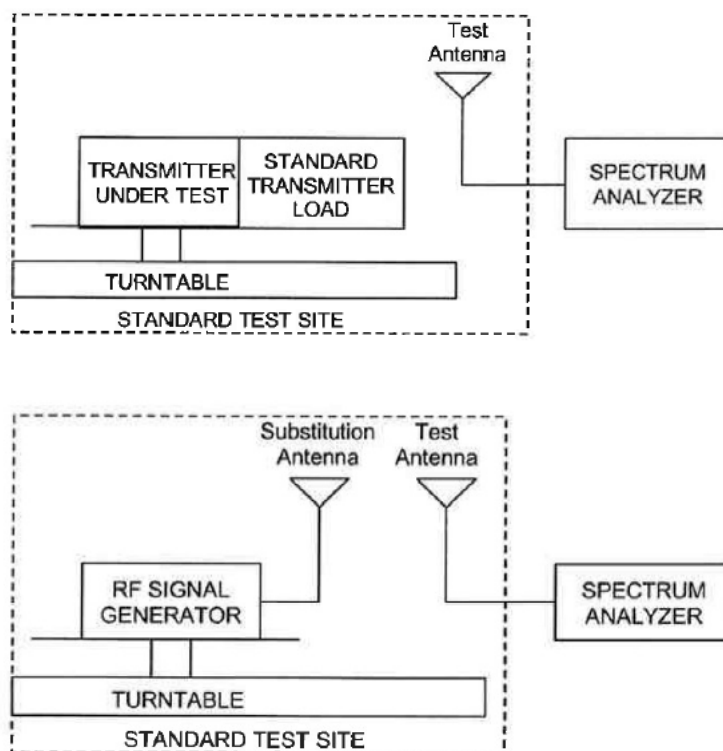 Test
Antenna
TRANSMITTER
UNDER TEST
STANDARD
TRANSMITTER
LOAD
SPECTRUM
ANALYZER
TURNTABLE
STANDARD TEST SITE
Substitution
Antenna
Test
Antenna
RF SIGNAL
GENERATOR
SPECTRUM
ANALYZER
TURNTABLE
STANDARD TEST SITE